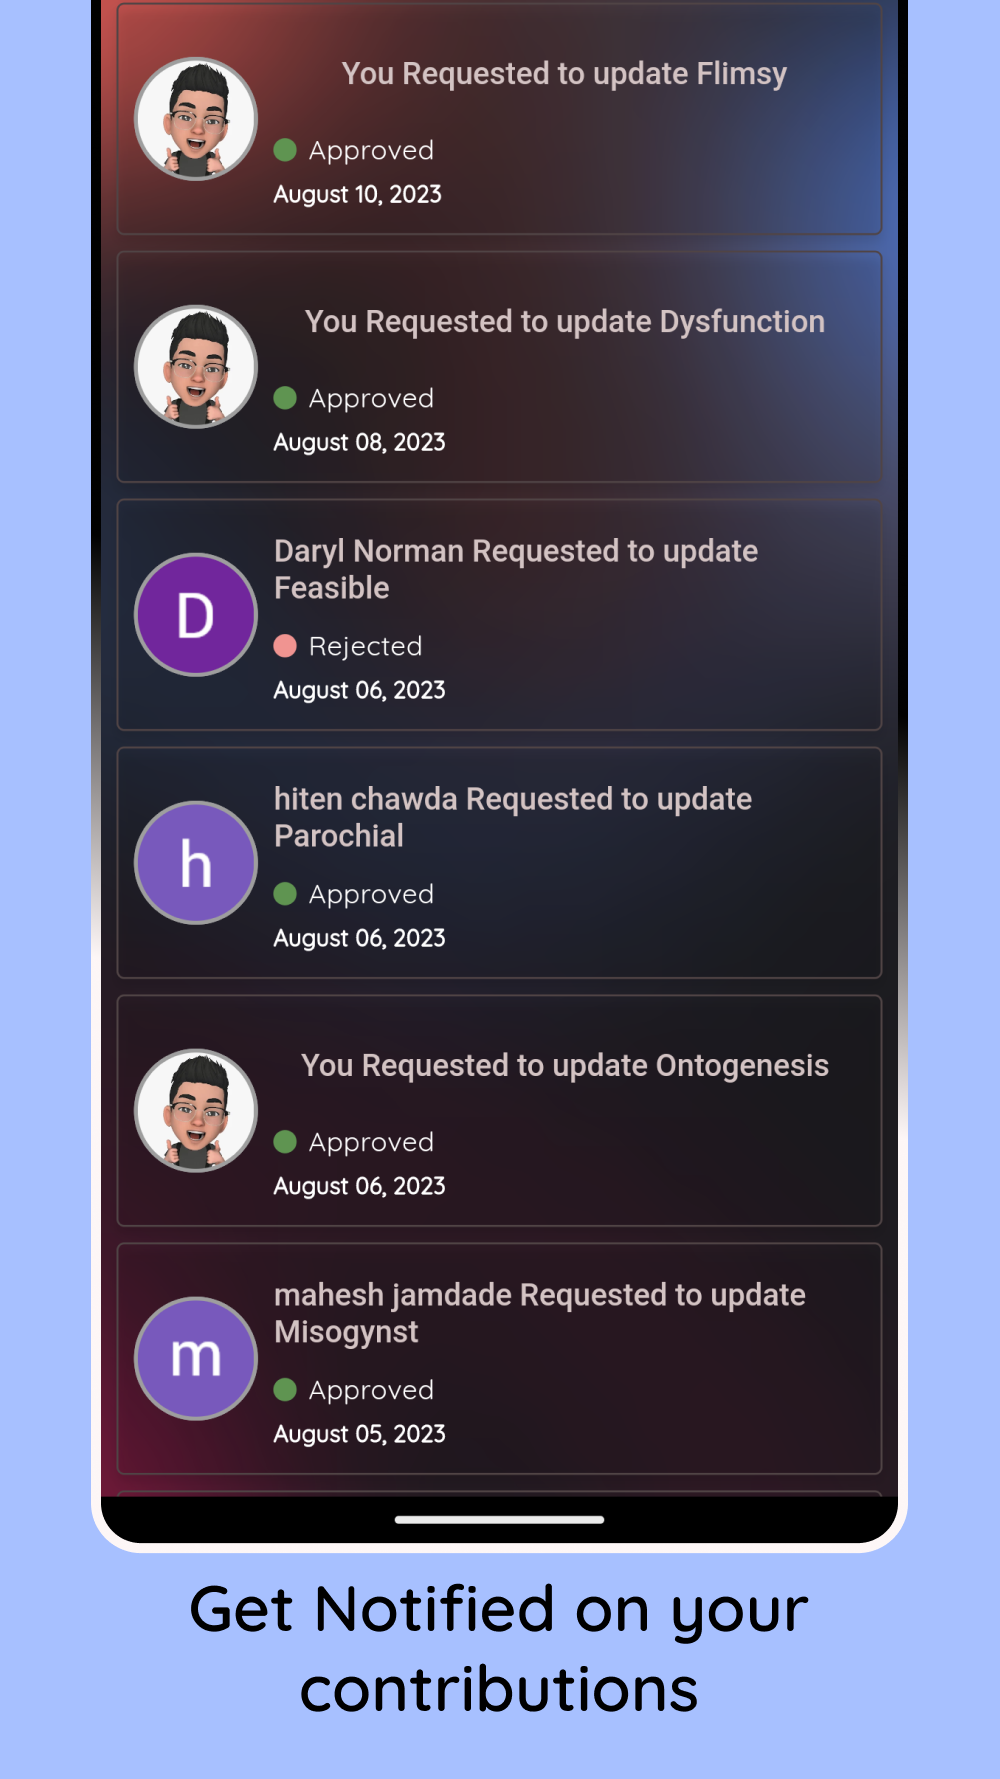 You Requested to update Flimsy
Approved
August 10, 2023
You Requested to update Dysfunction
Approved
August 08, 2023
D
Daryl Norman Requested to update
Feasible
Rejected
August 06, 2023
h
hiten chawda Requested to update
Parochial
Approved
August 06, 2023
You Requested to update Ontogenesis
Approved
August 06, 2023
m
mahesh jamdade Requested to update
Misogynst
Approved
August 05, 2023
Get Notified on your
contributions